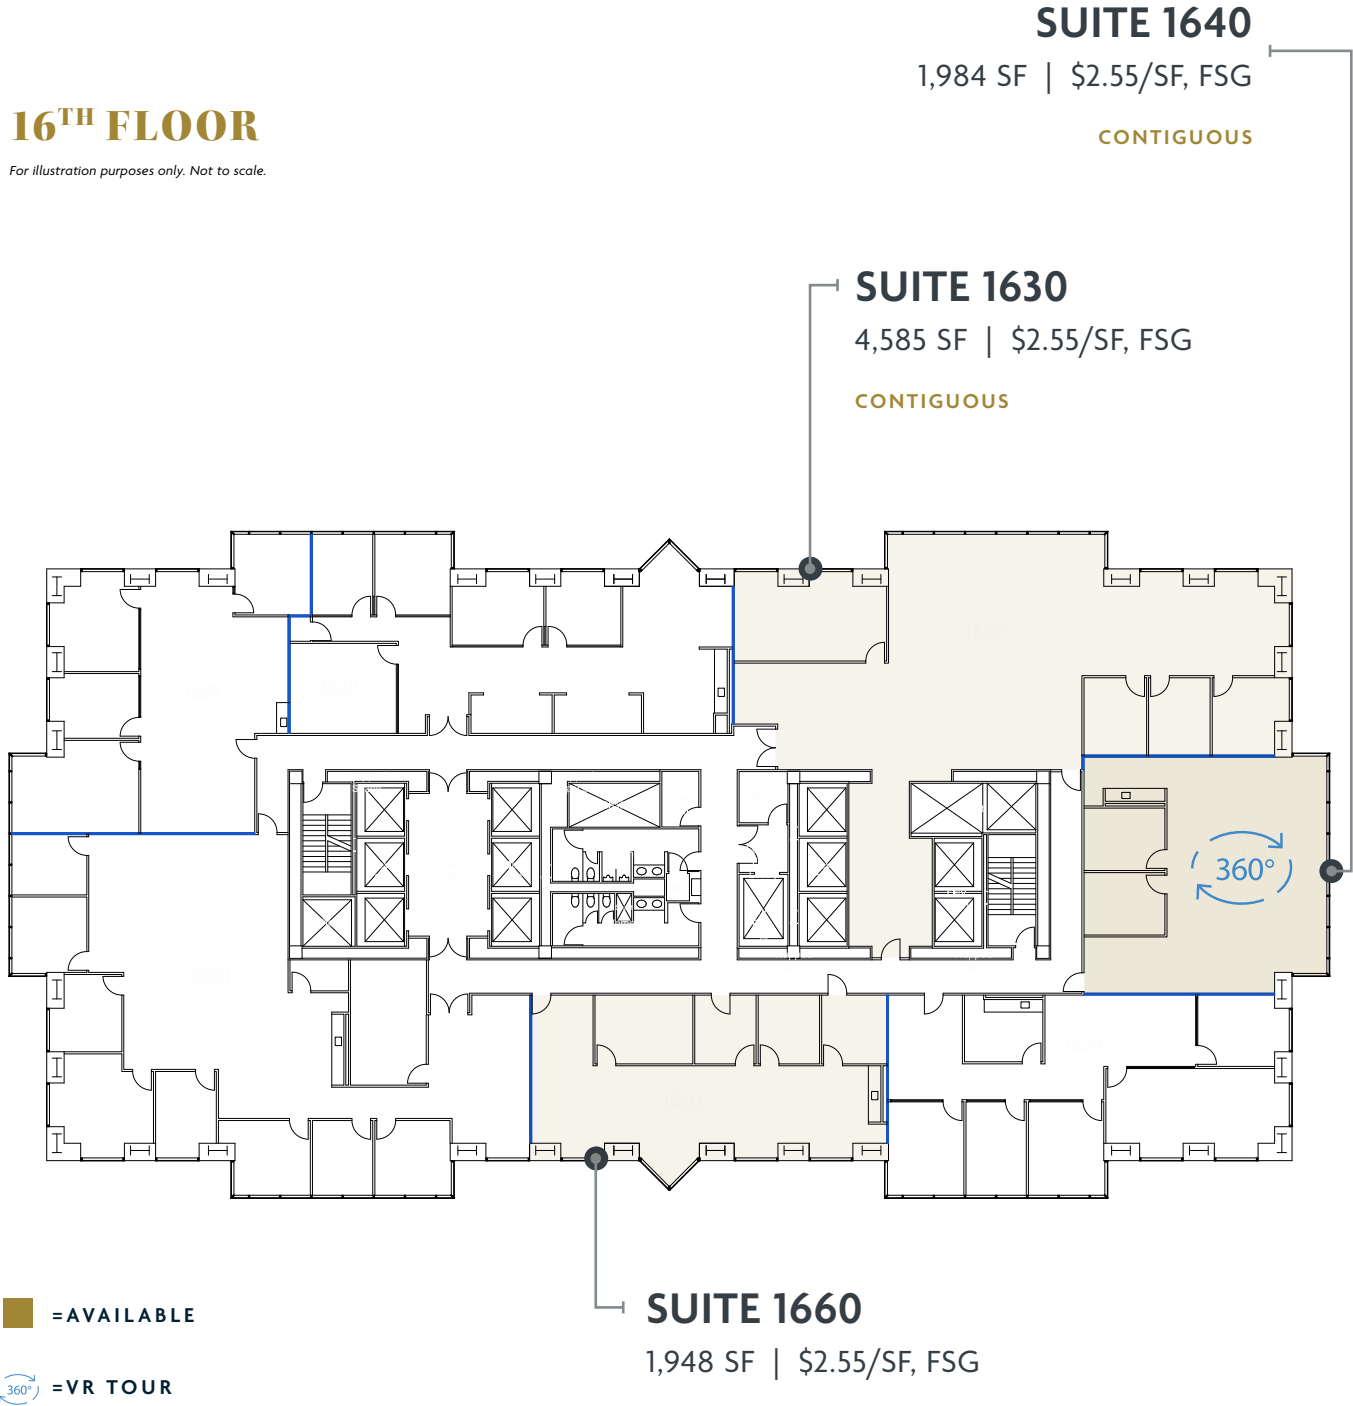 SUITE 1640
1,984 SF | $2.55/SF, FSG
CONTIGUOUS
16TH FLOOR
For illustration purposes only. Not to scale.
SUITE 1630
4,585 SF | $2.55/SF, FSG
CONTIGUOUS
360°
SUITE 1660
1,948 SF | $2.55/SF, FSG
=AVAILABLE
360°
=VR TOUR